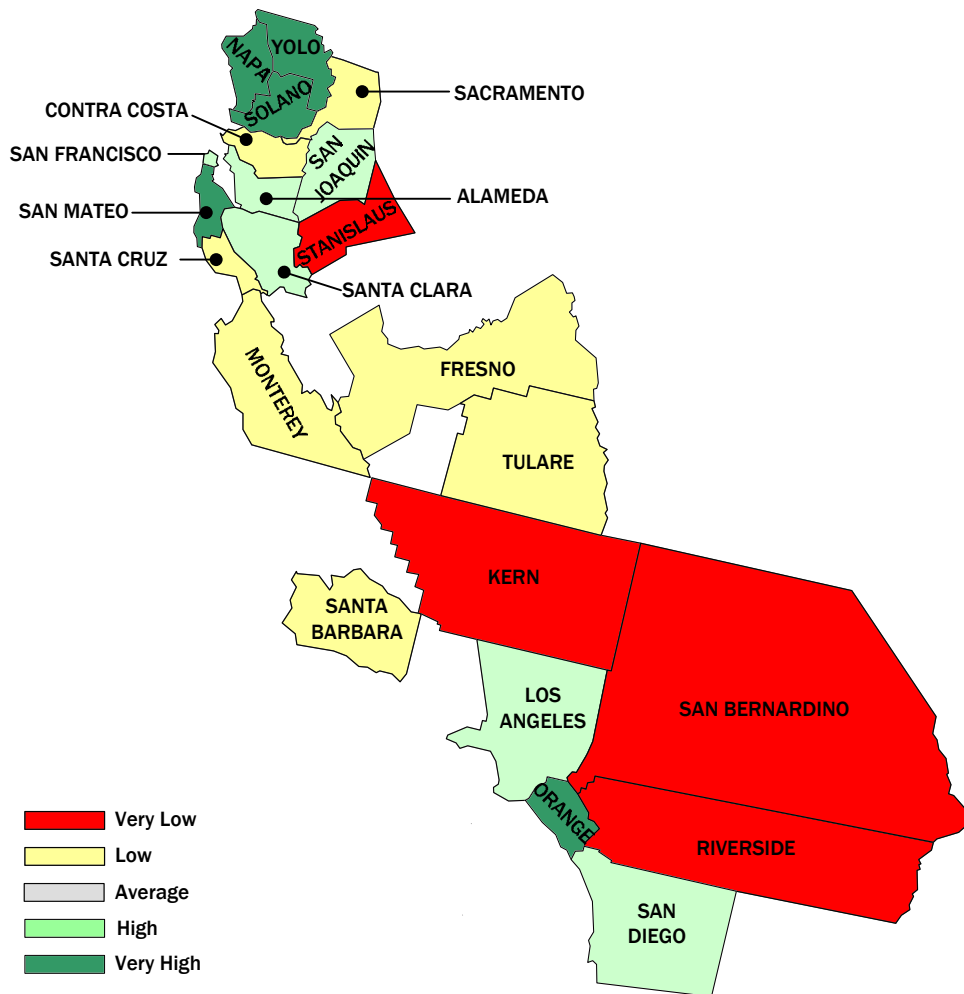 YOLO
NAPA
SOLANO
SACRAMENTO
CONTRA COSTA
SAN FRANCISCO
SAN
JOAQUIN
ALAMEDA
SAN MATEO
STANISLAUS
SANTA CRUZ
SANTA CLARA
MONTEREY
FRESNO
TULARE
KERN
SANTA
BARBARA
LOS
ANGELES
SAN BERNARDINO
ORANGE
RIVERSIDE
SAN
DIEGO
Very Low
Low
Average
High
Very High